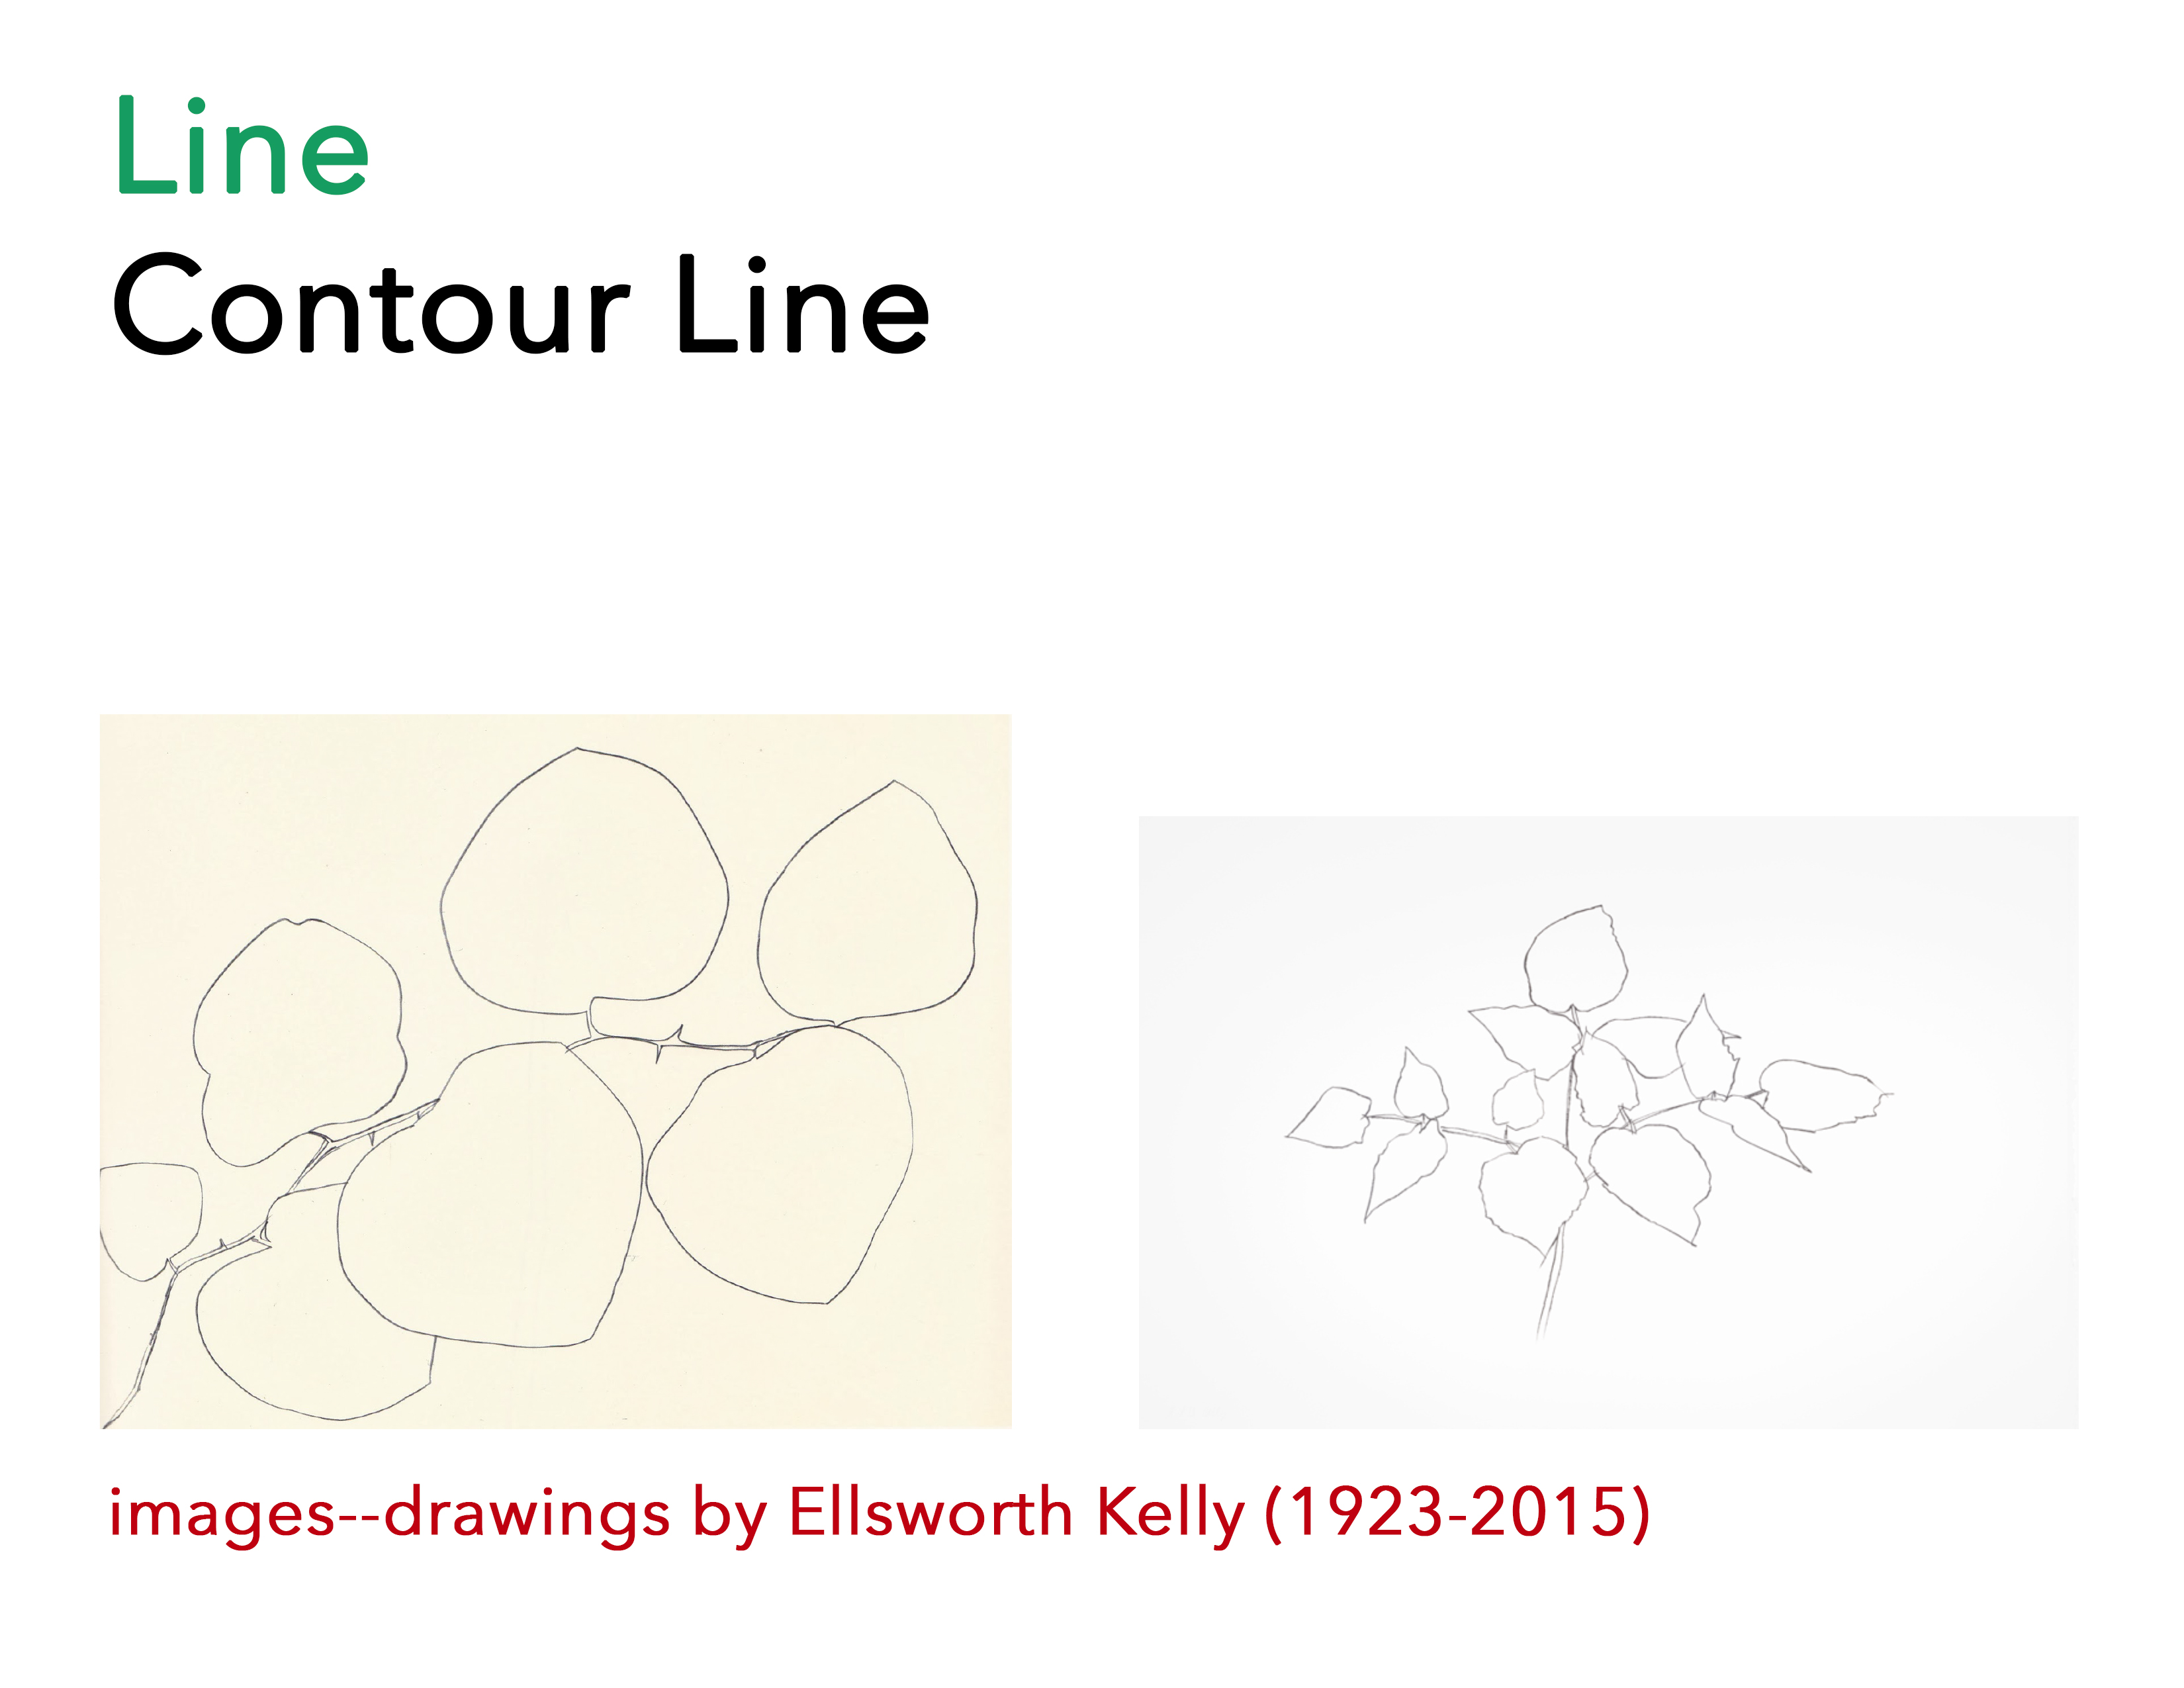 Line
Contour Line
images--drawings by Ellsworth Kelly (1923-2015)